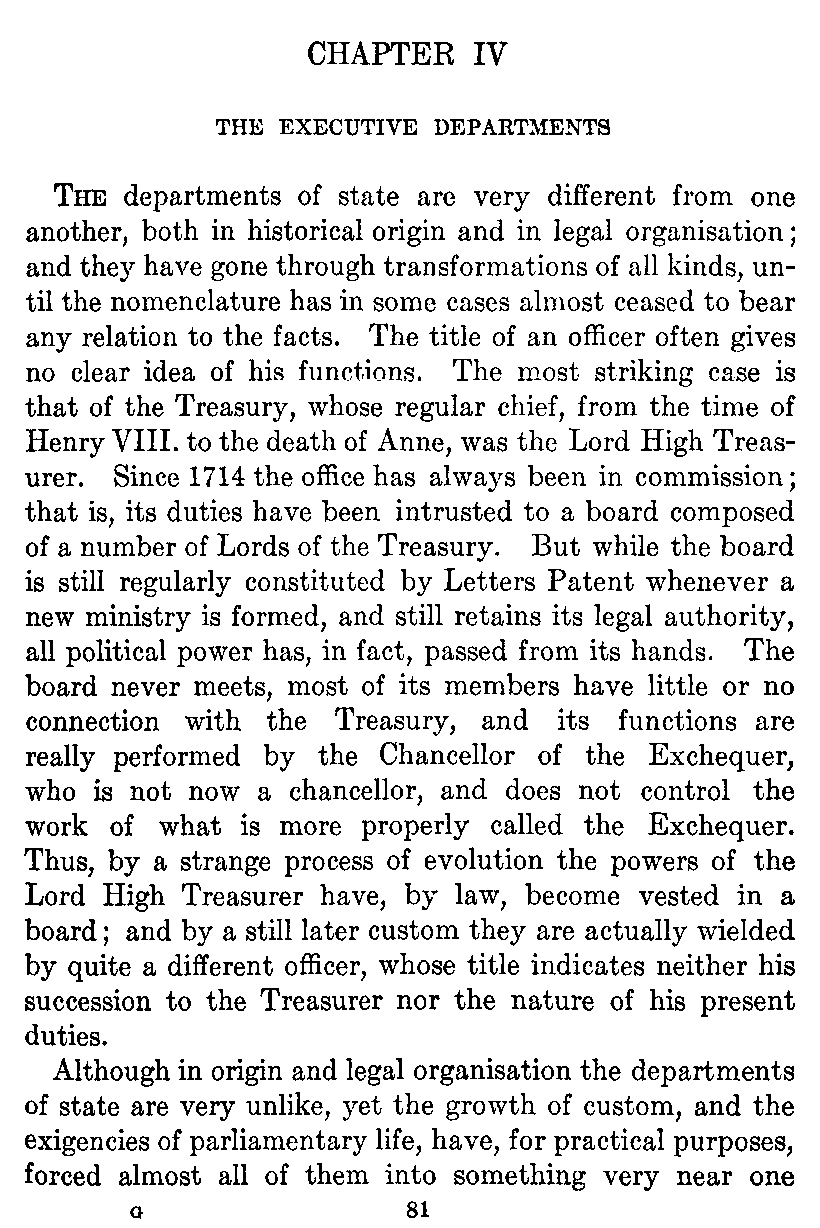 CHAPTER IV
THE EXECUTIVE DEPARTMENTS
THE departments of state are very different from one
another, both in historical origin and in legal organisation;
and they have gone through transformations of all kinds, un-
til the nomenclature has in some cases almost ceased to bear
any relation to the facts. The title of an officer often gives
no clear idea of his functions. The most striking case is
that of the Treasury, whose regular chief, from the time of
Henry VIII. to the death of Anne, was the Lord High Treas-
urer. Since 1714 the office has always been in commission;
that is, its duties have been intrusted to a board composed
of a number of Lords of the Treasury. But while the board
is still regularly constituted by Letters Patent whenever a
new ministry is formed, and still retains its legal authority,
all political power has, in fact, passed from its hands. The
board never meets, most of its members have little or no
connection with the Treasury, and its functions are
really performed by the Chancellor of the Exchequer,
who is not now a chancellor, and does not control the
work of what is more properly called the Exchequer.
Thus, by a strange process of evolution the powers of the
Lord High Treasurer have, by law, become vested in a
board; and by a still later custom they are actually wielded
by quite a different officer, whose title indicates neither his
succession to the Treasurer nor the nature of his present
duties.
Although in origin and legal organisation the departments
of state are very unlike, yet the growth of custom, and the
exigencies of parliamentary life, have, for practical purposes,
forced almost all of them into something very near one
G 81